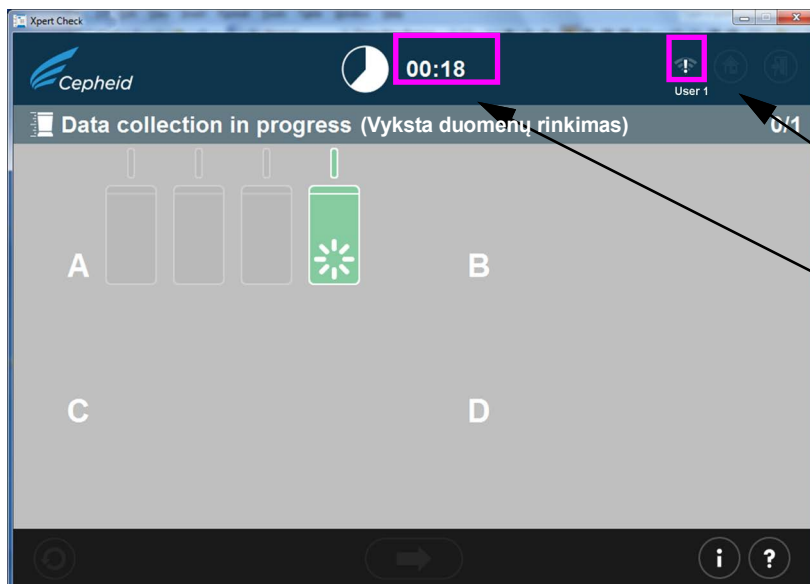 Xpert Check
Cepheid
00:18
User 1
Data collection in progress (Vyksta duomenų rinkimas) 0/1
A
B
C
D
i ?